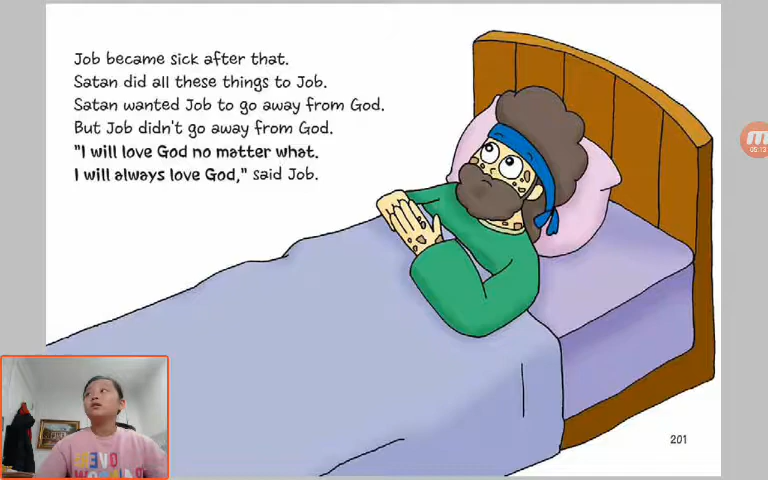 Job became sick after that.
Satan did all these things to Job.
Satan wanted Job to go away from God.
But Job didn't go away from God.
"I will love God no matter what.
I will always love God," said Job.
201
05:13